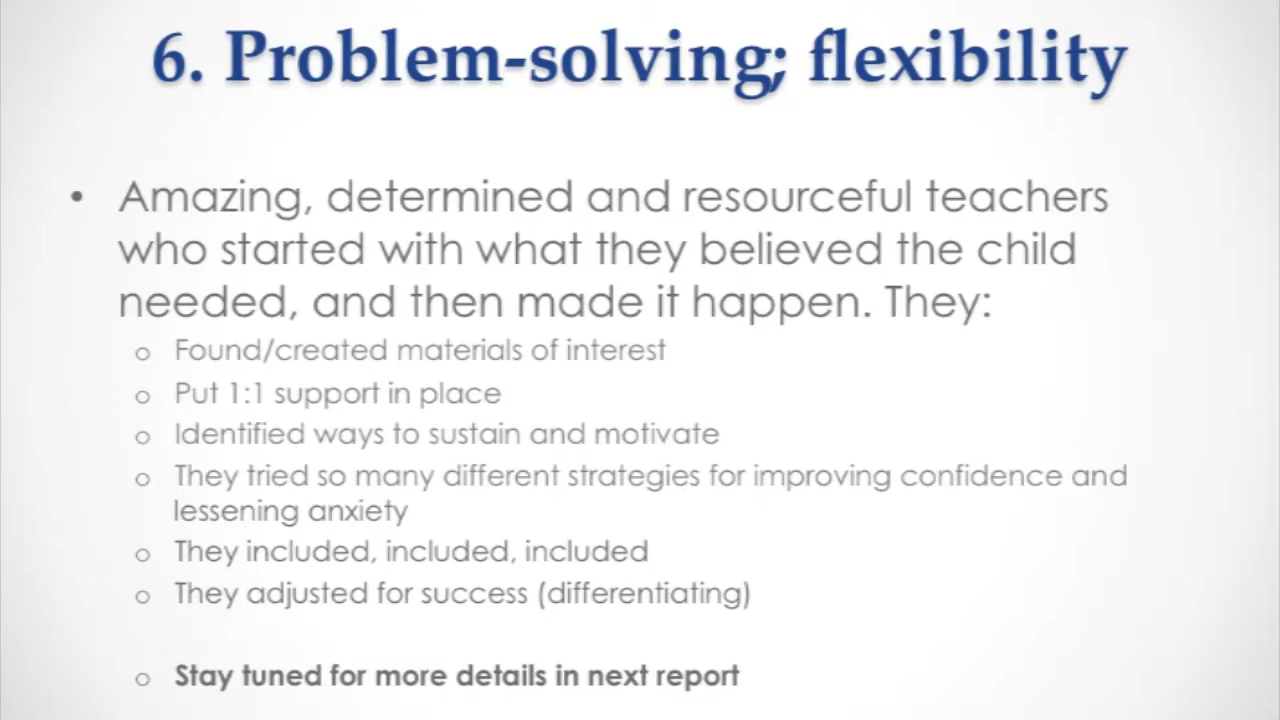 6. Problem-solving; flexibility
• Amazing, determined and resourceful teachers
who started with what they believed the child
needed, and then made it happen. They:
o Found/created materials of interest
o Put 1:1 support in place
o Identified ways to sustain and motivate
o They tried so many different strategies for improving confidence and
lessening anxiety
o They included, included, included
o They adjusted for success (differentiating)
o Stay tuned for more details in next report